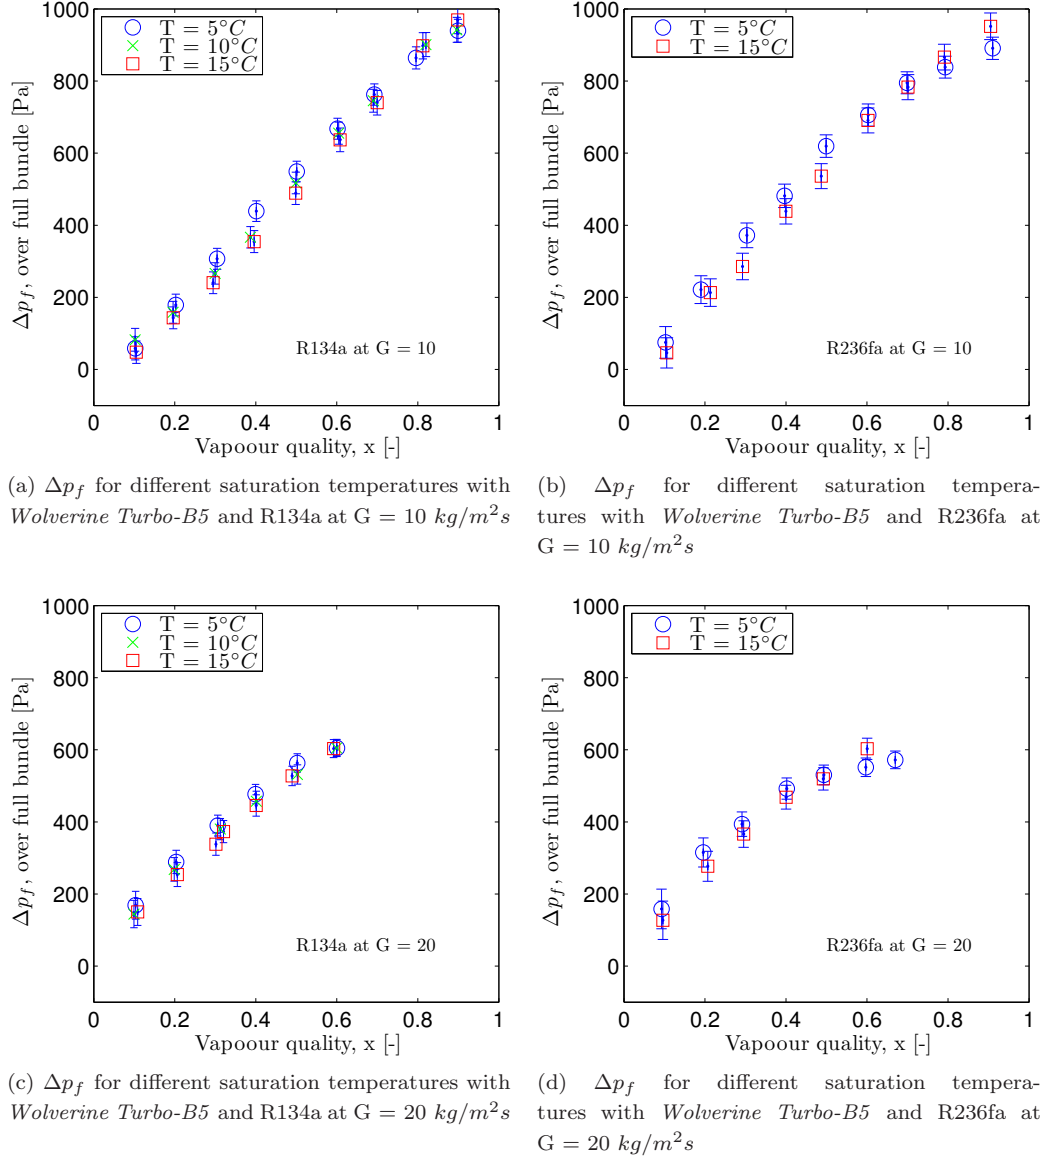 1000
800
600
400
200
0
0 0.2 0.4 0.6 0.8 1
Δp_f, over full bundle [Pa]
Vapoour quality, x [-]
T = 5°C
T = 10°C
T = 15°C
R134a at G = 10
(a) Δp_f for different saturation temperatures with
Wolverine Turbo-B5 and R134a at G = 10 kg/m²s
1000
800
600
400
200
0
0 0.2 0.4 0.6 0.8 1
Δp_f, over full bundle [Pa]
Vapoour quality, x [-]
T = 5°C
T = 15°C
R236fa at G = 10
(b) Δp_f for different saturation tempera-
tures with Wolverine Turbo-B5 and R236fa at
G = 10 kg/m²s
1000
800
600
400
200
0
0 0.2 0.4 0.6 0.8 1
Δp_f, over full bundle [Pa]
Vapoour quality, x [-]
T = 5°C
T = 10°C
T = 15°C
R134a at G = 20
(c) Δp_f for different saturation temperatures with
Wolverine Turbo-B5 and R134a at G = 20 kg/m²s
1000
800
600
400
200
0
0 0.2 0.4 0.6 0.8 1
Δp_f, over full bundle [Pa]
Vapoour quality, x [-]
T = 5°C
T = 15°C
R236fa at G = 20
(d) Δp_f for different saturation tempera-
tures with Wolverine Turbo-B5 and R236fa at
G = 20 kg/m²s